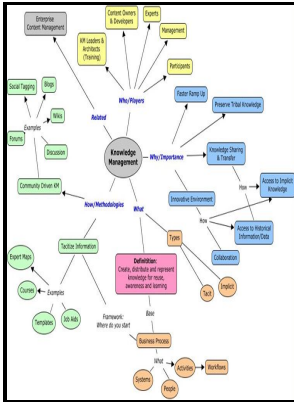 Enterprise
Content Management
Content Owners
& Developers
Experts
Management
KM Leaders &
Architects
(Training)
Participants
Why/Players
Related
Social Tagging
Blogs
Wikis
Examples
Forums
Discussion
Community Driven KM
Knowledge
Management
Faster Ramp Up
Preserve Tribal Knowledge
Why/Importance
Knowledge Sharing
& Transfer
How
Access to Implicit
Knowledge
Innovative Environment
How
Access to Historical
Information/Data
Collaboration
How/Methodologies
What
Types
Tacit
Implicit
Tacitize Information
Definition:
Create, distribute and represent
knowledge for reuse,
awareness and learning
Expert Maps
Courses
Examples
Templates
Job Aids
Framework:
Where do you start
Base
Business Process
What
Activities
Workflows
Systems
People